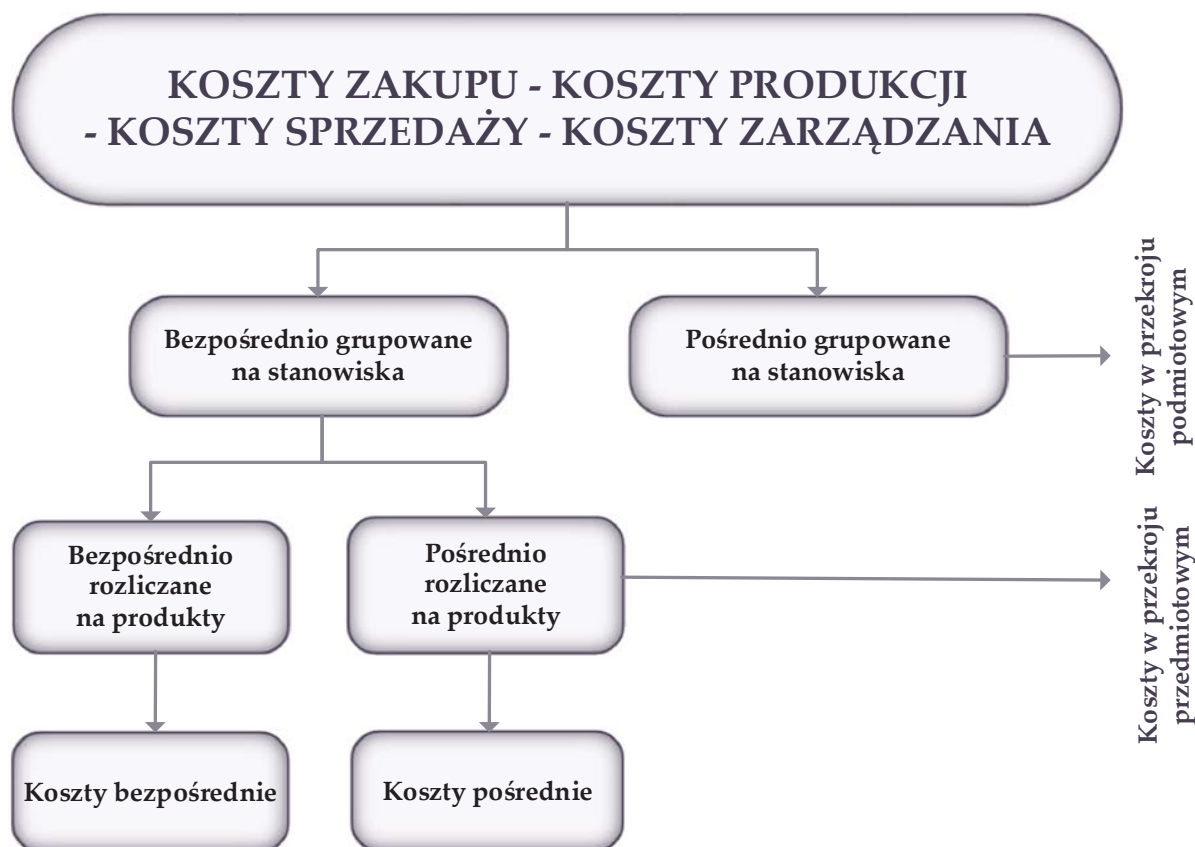 KOSZTY ZAKUPU - KOSZTY PRODUKCJI
- KOSZTY SPRZEDAŻY - KOSZTY ZARZĄDZANIA
Bezpośrednio grupowane
na stanowiska
Pośrednio grupowane
na stanowiska
Koszty w przekroju
podmiotowym
Bezpośrednio
rozliczane
na produkty
Pośrednio
rozliczane
na produkty
Koszty w przekroju
przedmiotowym
Koszty bezpośrednie
Koszty pośrednie